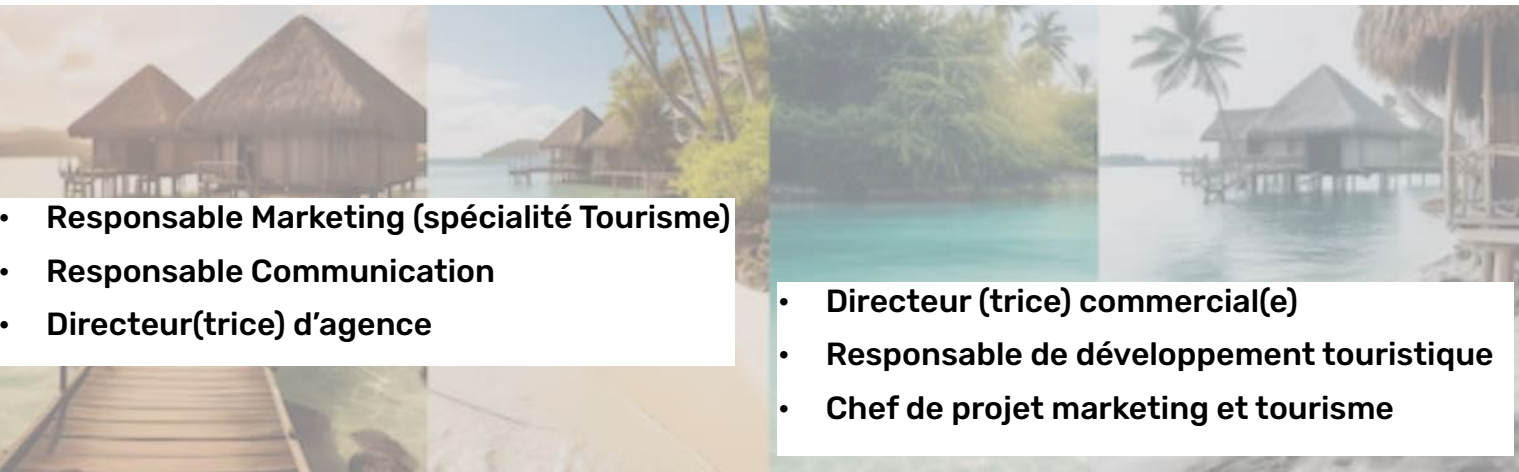 • Responsable Marketing (spécialité Tourisme)
• Responsable Communication
• Directeur(trice) d’agence
• Directeur (trice) commercial(e)
• Responsable de développement touristique
• Chef de projet marketing et tourisme